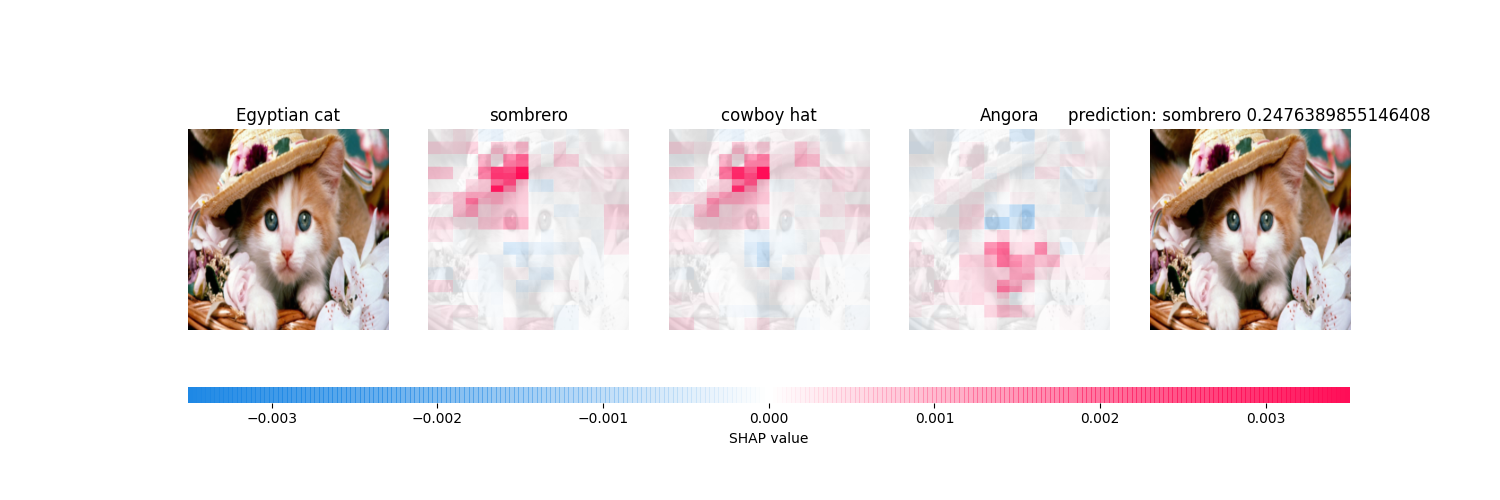 Egyptian cat
sombrero
cowboy hat
Angora
prediction: sombrero 0.2476389855146408
−0.003
−0.002
−0.001
0.000
0.001
0.002
0.003
SHAP value